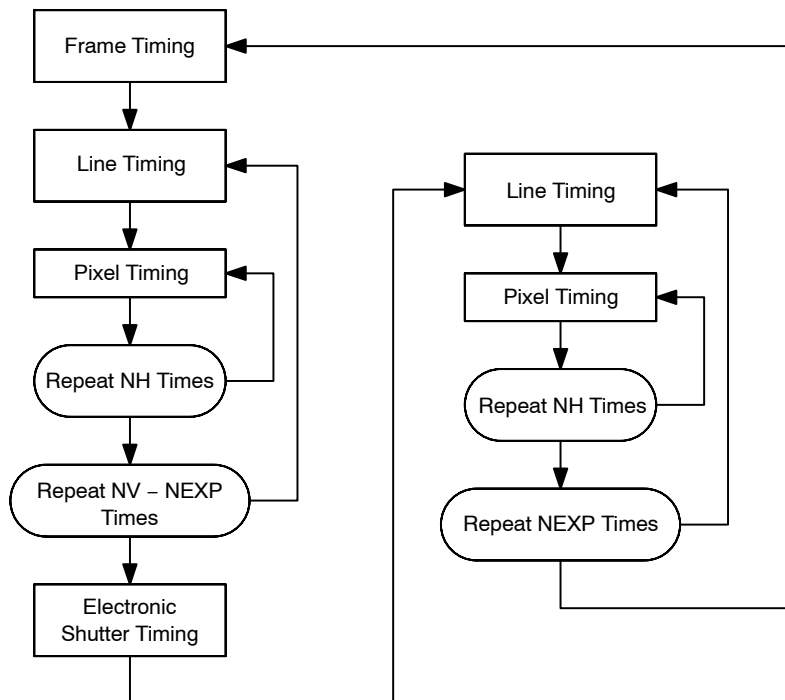 Frame Timing
Line Timing
Pixel Timing
Repeat NH Times
Repeat NV – NEXP
Times
Electronic
Shutter Timing
Line Timing
Pixel Timing
Repeat NH Times
Repeat NEXP Times